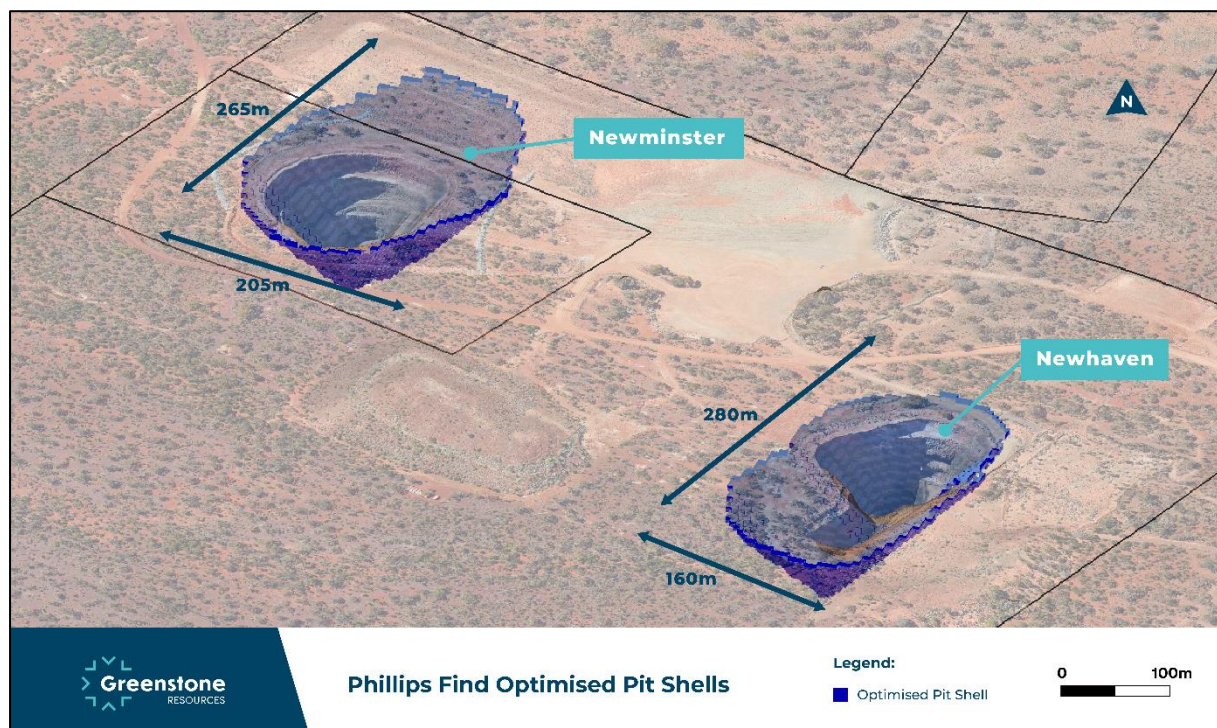 265m
Newminster
N
205m
Newhaven
280m
160m
Greenstone
RESOURCES
Phillips Find Optimised Pit Shells
Legend:
Optimised Pit Shell
0 100m